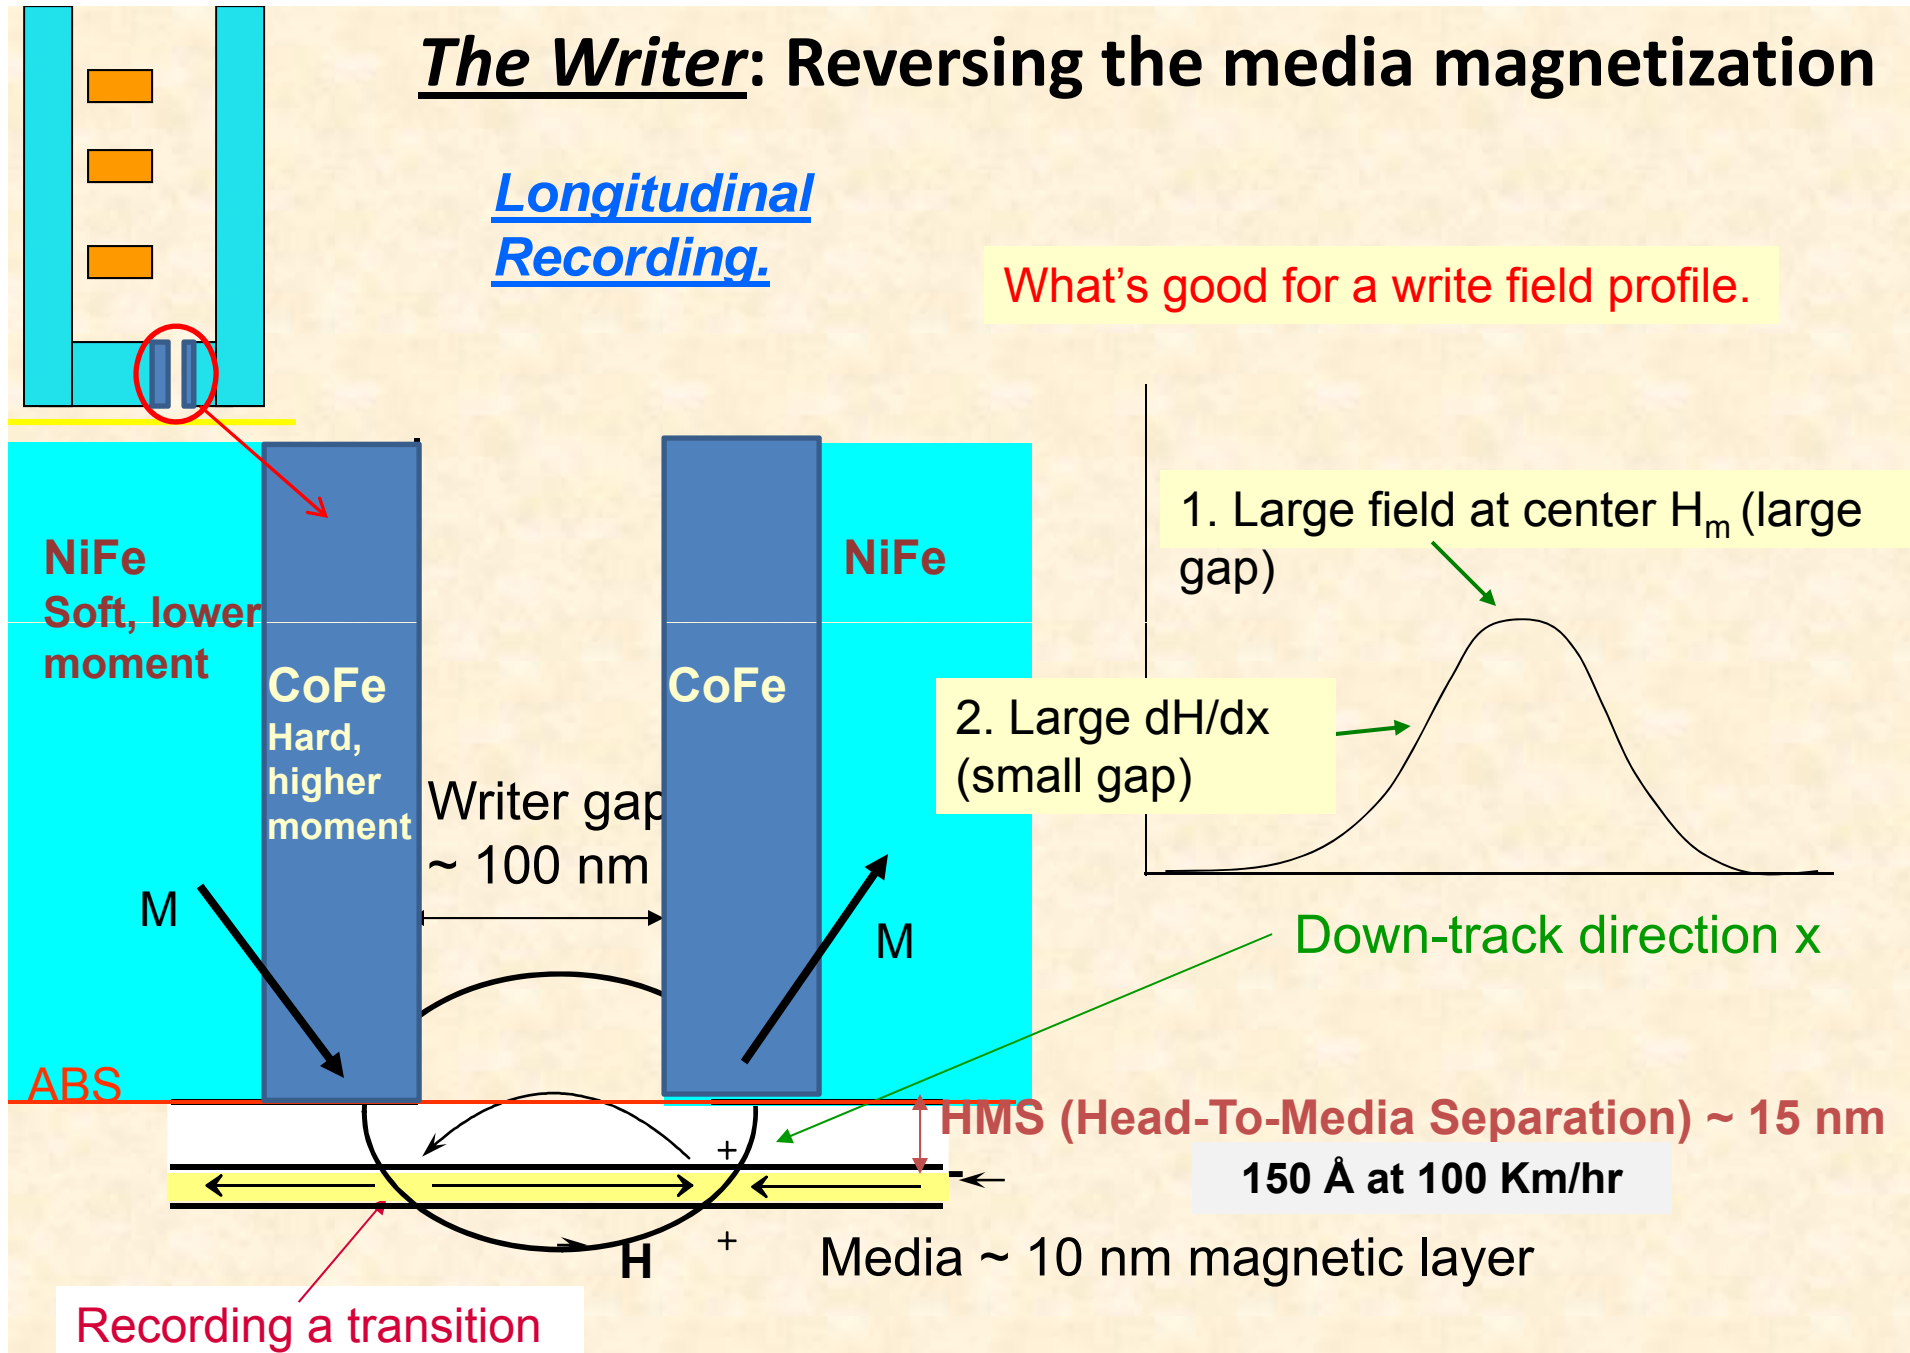 The Writer: Reversing the media magnetization
Longitudinal
Recording.
What's good for a write field profile.
1. Large field at center Hm (large
gap)
NiFe
Soft, lower
moment
CoFe
Hard,
higher
moment
Writer gap
~ 100 nm
CoFe
NiFe
2. Large dH/dx
(small gap)
M
M
Down-track direction x
ABS
HMS (Head-To-Media Separation) ~ 15 nm
150 Å at 100 Km/hr
+
-
+
H
Media ~ 10 nm magnetic layer
Recording a transition